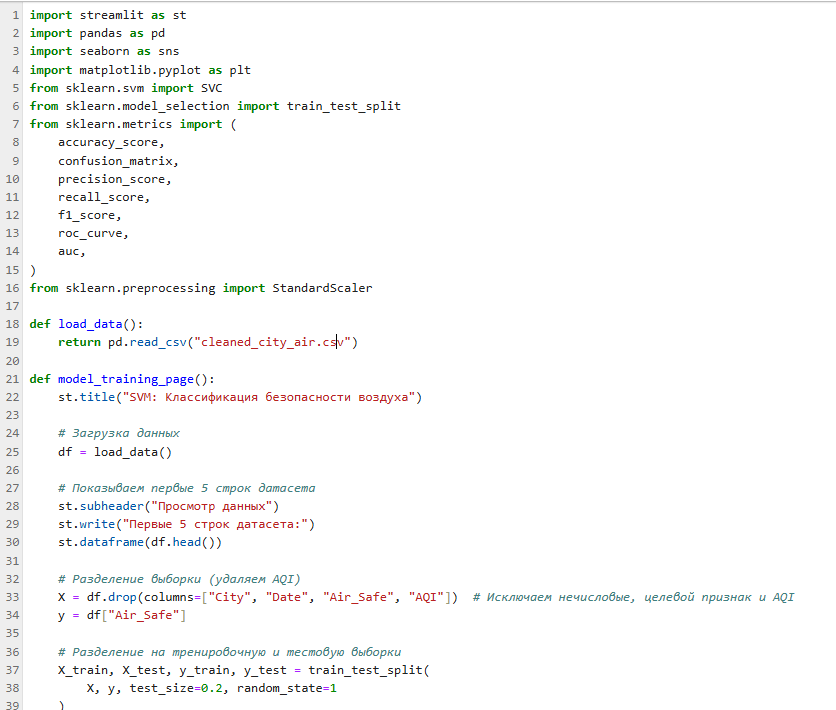 1 import streamlit as st
2 import pandas as pd
3 import seaborn as sns
4 import matplotlib.pyplot as plt
5 from sklearn.svm import SVC
6 from sklearn.model_selection import train_test_split
7 from sklearn.metrics import (
8     accuracy_score,
9     confusion_matrix,
10     precision_score,
11     recall_score,
12     f1_score,
13     roc_curve,
14     auc,
15 )
16 from sklearn.preprocessing import StandardScaler
17
18 def load_data():
19     return pd.read_csv("cleaned_city_air.csv")
20
21 def model_training_page():
22     st.title("SVM: Классификация безопасности воздуха")
23
24     # Загрузка данных
25     df = load_data()
26
27     # Показываем первые 5 строк датасета
28     st.subheader("Просмотр данных")
29     st.write("Первые 5 строк датасета:")
30     st.dataframe(df.head())
31
32     # Разделение выборки (удаляем AQI)
33     X = df.drop(columns=["City", "Date", "Air_Safe", "AQI"])  # Исключаем нечисловые, целевой признак и AQI
34     y = df["Air_Safe"]
35
36     # Разделение на тренировочную и тестовую выборки
37     X_train, X_test, y_train, y_test = train_test_split(
38         X, y, test_size=0.2, random_state=1
39     )